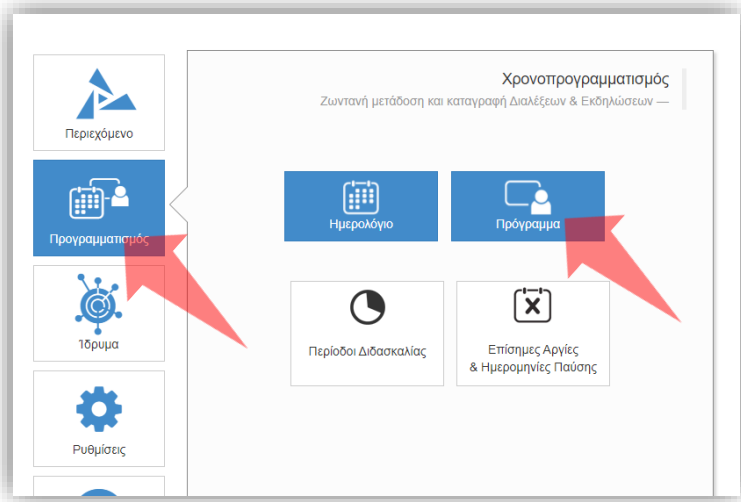 Χρονοπρογραμματισμός
Ζωντανή μετάδοση και καταγραφή Διαλέξεων & Εκδηλώσεων —
Περιεχόμενο
Προγραμματισμός
Ίδρυμα
Ρυθμίσεις
Ημερολόγιο
Πρόγραμμα
Περίοδοι Διδασκαλίας
Επίσημες Αργίες
& Ημερομηνίες Παύσης